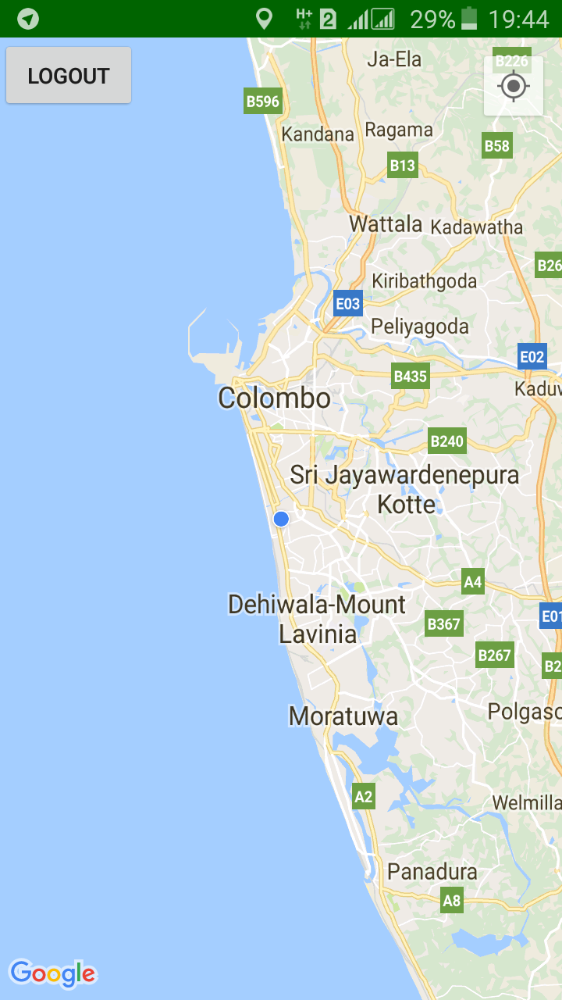 H+ 2 29% 19:44
LOGOUT
Ja-Ela
B226
B596
Kandana
Ragama
B58
B13
Wattala
Kadawatha
B26
Kiribathgoda
E03
Peliyagoda
E02
B435
Kaduw
Colombo
B240
Sri Jayawardenepura
Kotte
A4
Dehiwala-Mount
Lavinia
E01
B367
B267
B2
Moratuwa
Polgaso
A2
Welmilla
Panadura
A8
Google